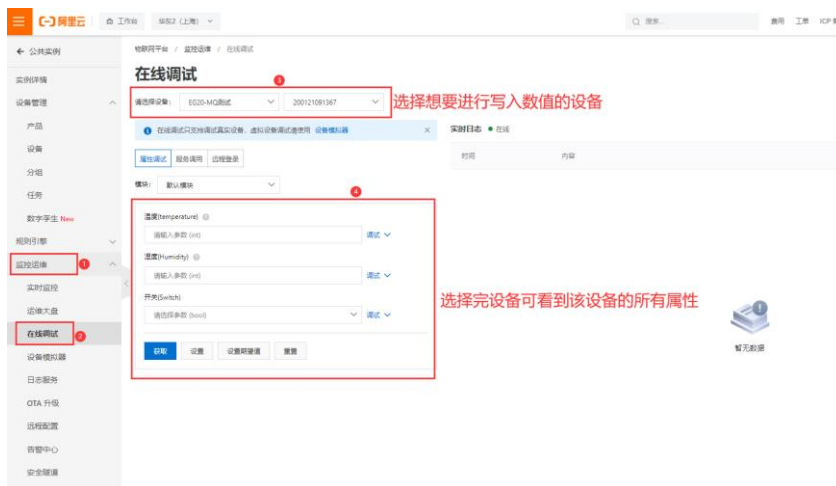 阿里云
工作台
华东2（上海）
搜索...
费用 工单 ICP
公共实例
物联网平台 / 监控运维 / 在线调试
实例详情
在线调试
3
设备管理
请选择设备： EG20-MQ测试 200121091367
选择想要进行写入数值的设备
产品
在线调试只支持调试真实设备，虚拟设备调试请使用 设备模拟器
实时日志 在线
设备
属性调试 服务调用 远程登录
时间 内容
分组
模块： 默认模块
任务
4
数字孪生 New
温度(temperature)
请输入参数 (int) 调试
规则引擎
湿度(Humidity)
监控运维 1
请输入参数 (int) 调试
实时监控
开关(Switch)
选择完设备可看到该设备的所有属性
运维大盘
请选择参数 (bool) 调试
在线调试 2
获取 设置 设置期望值 重置
暂无数据
设备模拟器
日志服务
OTA 升级
远程配置
告警中心
安全隧道